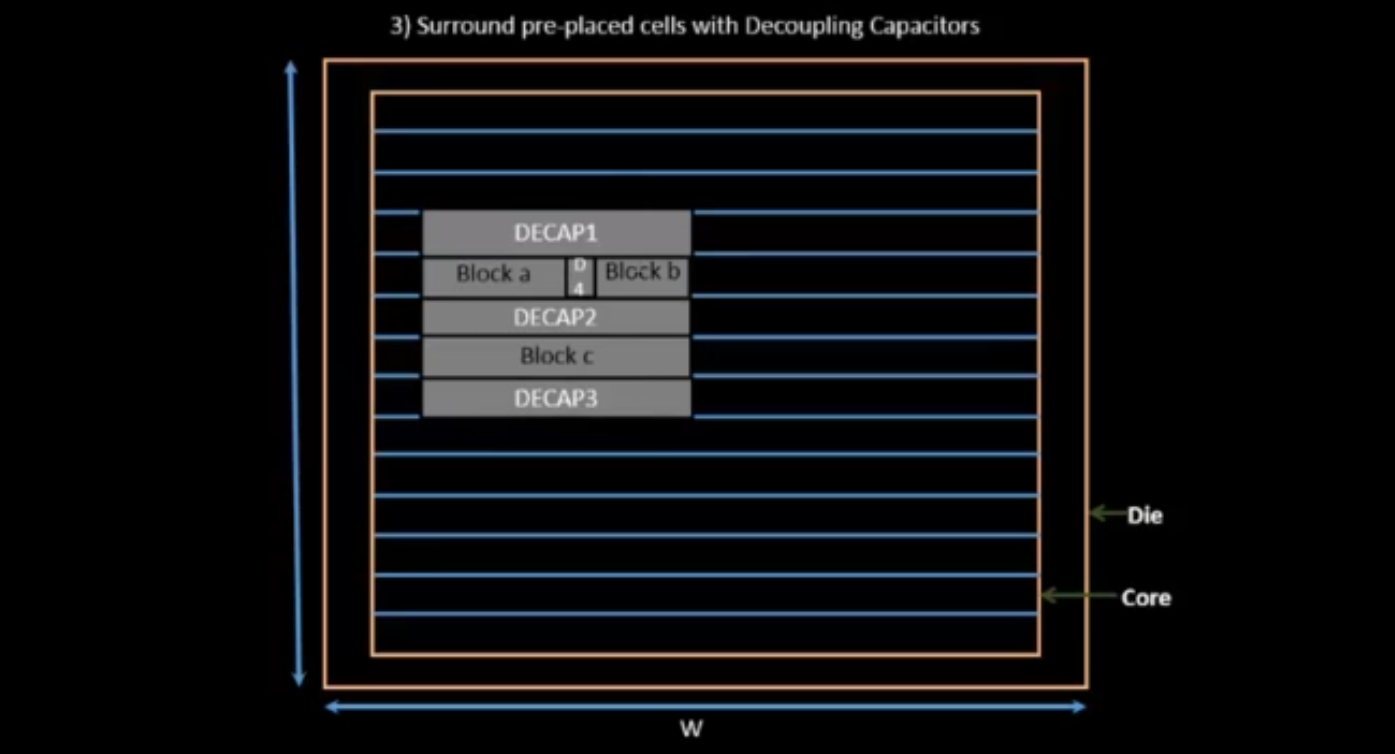 3) Surround pre-placed cells with Decoupling Capacitors
DECAP1
Block a
D
4
Block b
DECAP2
Block c
DECAP3
Die
Core
W